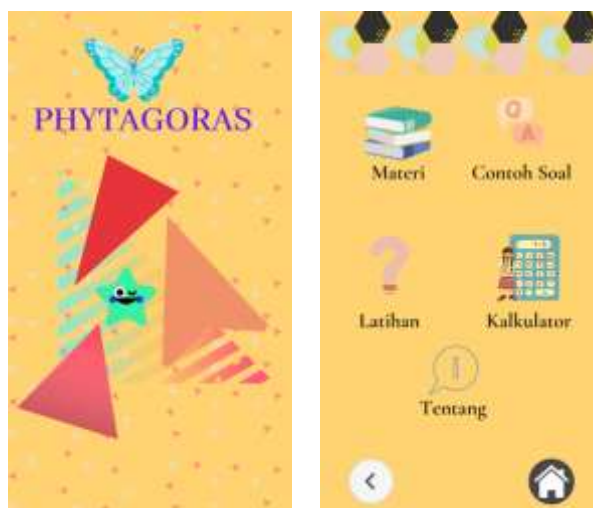 PHYTAGORAS
Q
A
Materi
Contoh Soal
Latihan
Kalkulator
i
Tentang